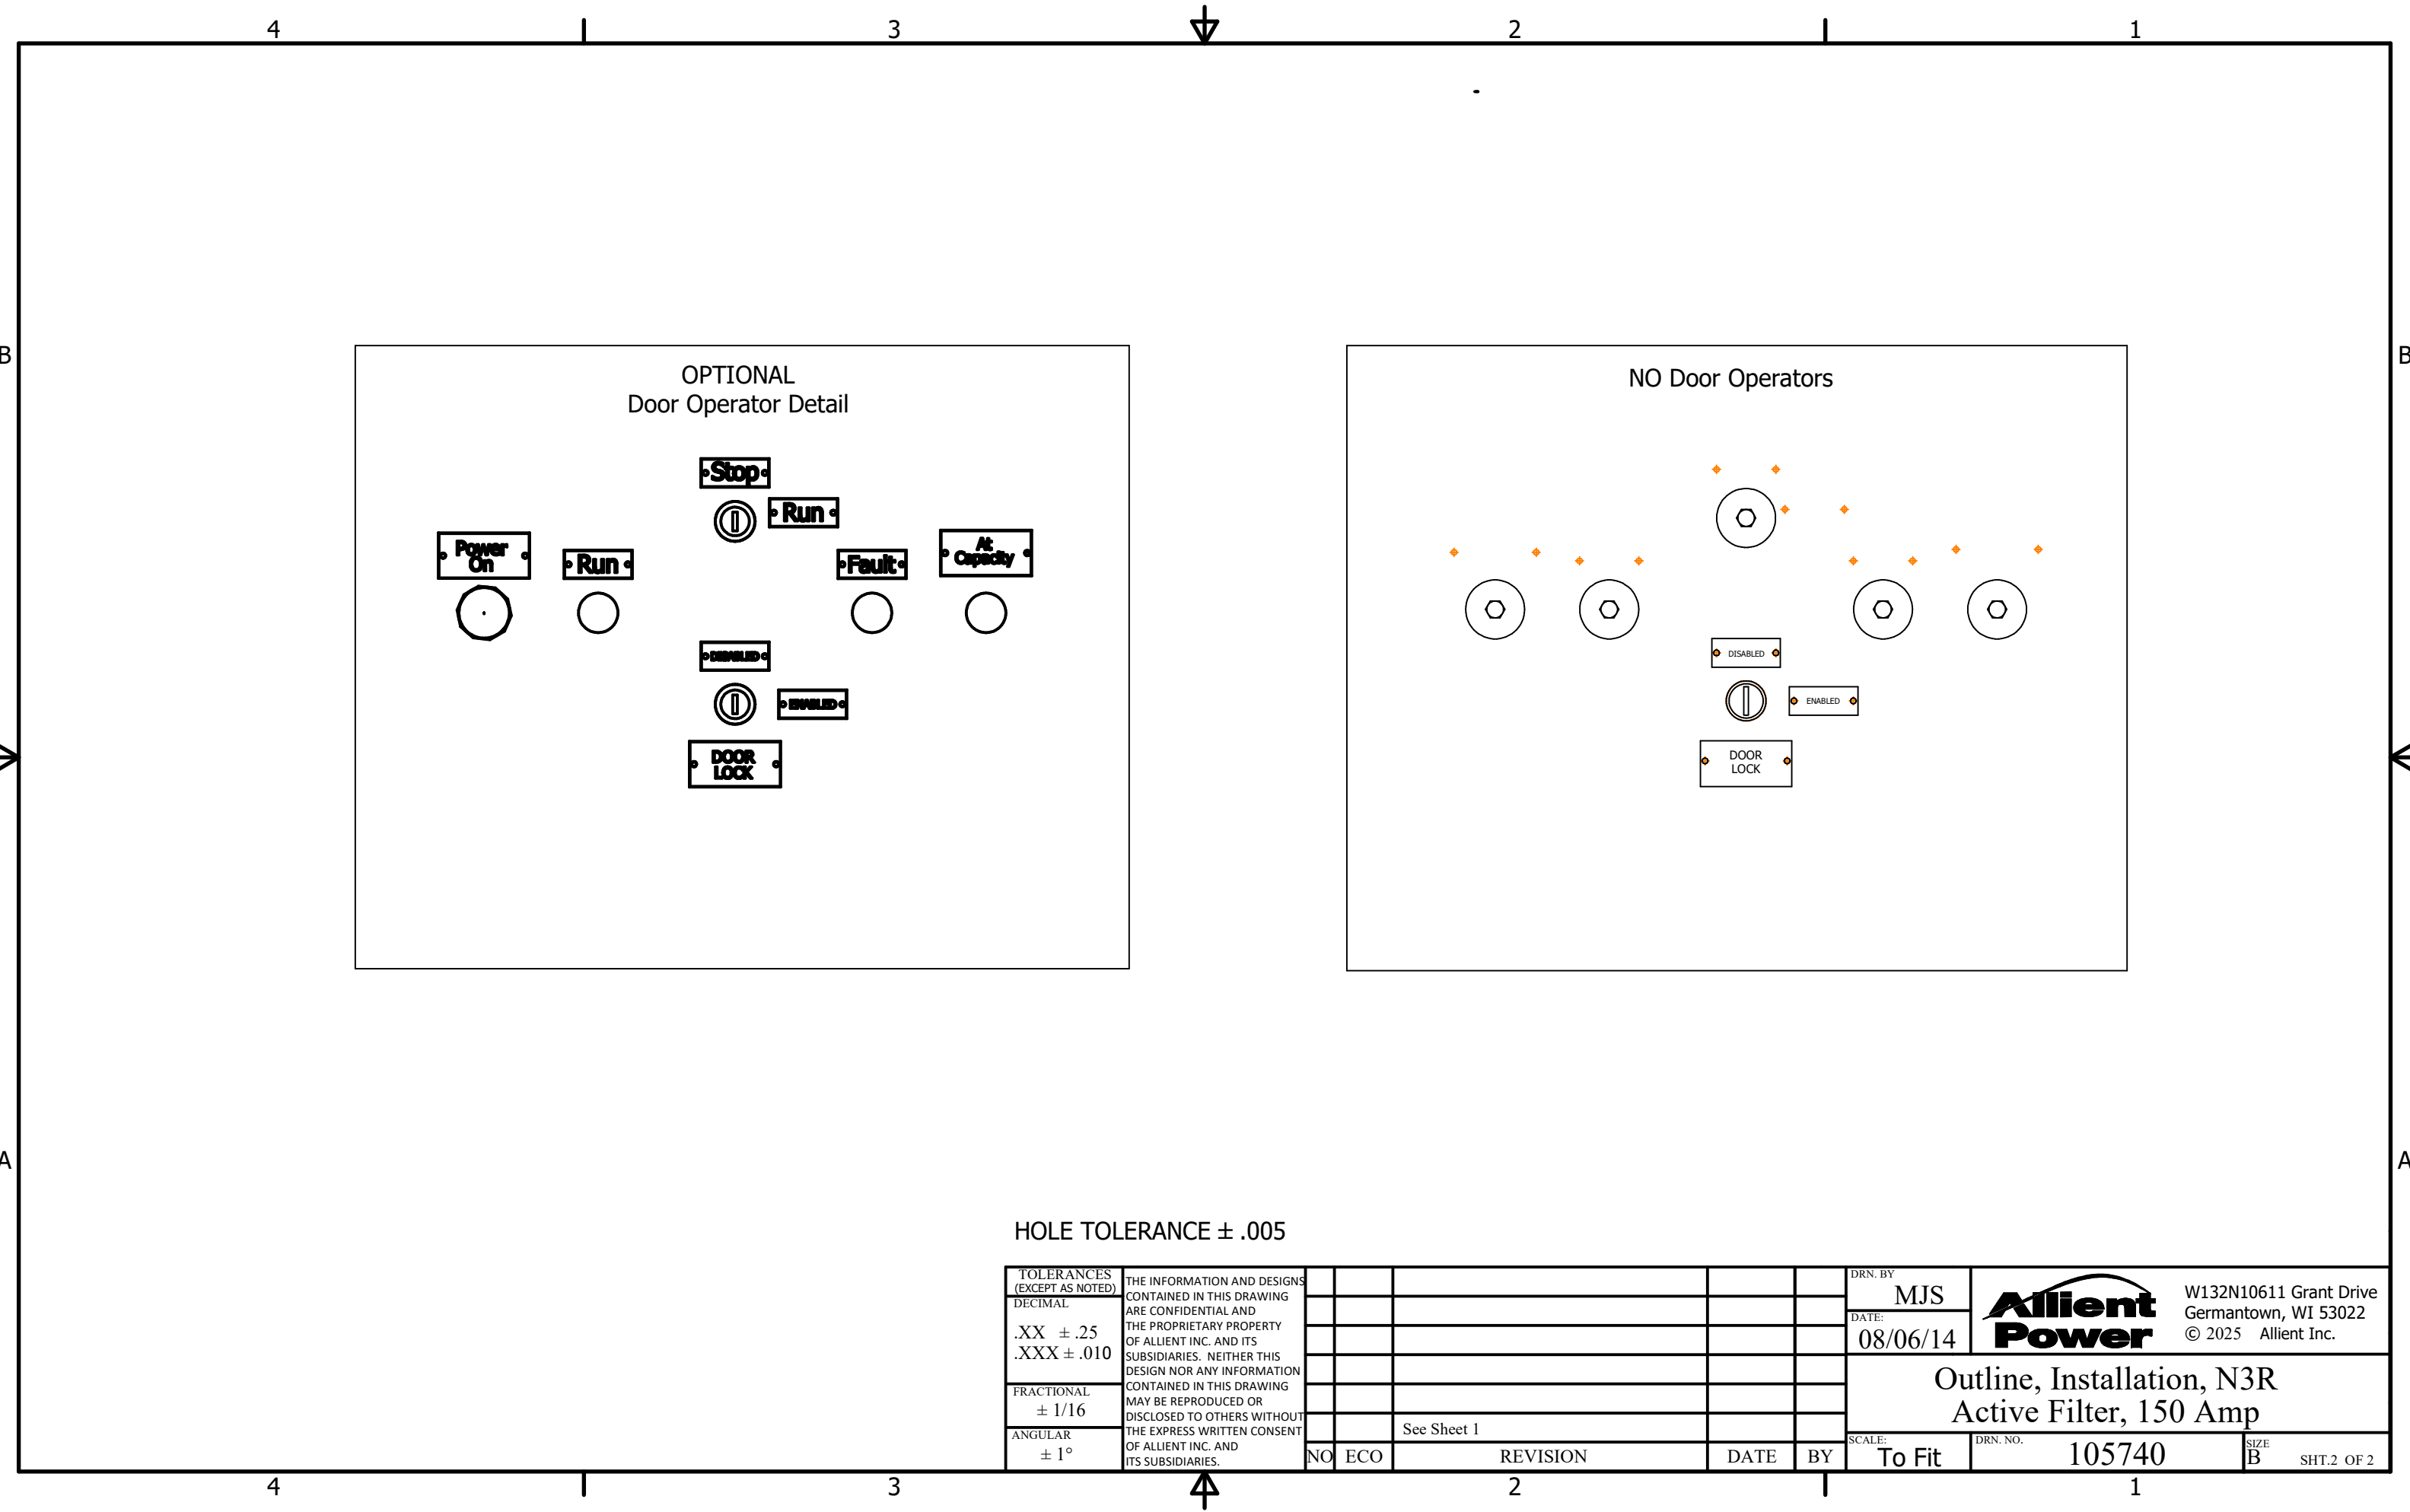 4 3 2 1
B B
OPTIONAL
Door Operator Detail
Stop
Run
Power
On
Run
Fault
At
Capacity
DISABLED
ENABLED
DOOR
LOCK
NO Door Operators
DISABLED
ENABLED
DOOR
LOCK
A A
HOLE TOLERANCE ± .005
TOLERANCES
(EXCEPT AS NOTED)
DECIMAL
.XX ± .25
.XXX ± .010
FRACTIONAL
± 1/16
ANGULAR
± 1°
THE INFORMATION AND DESIGNS
CONTAINED IN THIS DRAWING
ARE CONFIDENTIAL AND
THE PROPRIETARY PROPERTY
OF ALLIENT INC. AND ITS
SUBSIDIARIES. NEITHER THIS
DESIGN NOR ANY INFORMATION
CONTAINED IN THIS DRAWING
MAY BE REPRODUCED OR
DISCLOSED TO OTHERS WITHOUT
THE EXPRESS WRITTEN CONSENT
OF ALLIENT INC. AND
ITS SUBSIDIARIES.
See Sheet 1
NO ECO REVISION DATE BY
DRN. BY
MJS
DATE:
08/06/14
Allient
Power
W132N10611 Grant Drive
Germantown, WI 53022
© 2025 Allient Inc.
Outline, Installation, N3R
Active Filter, 150 Amp
SCALE:
To Fit
DRN. NO.
105740
SIZE
B
SHT.2 OF 2
4 3 2 1